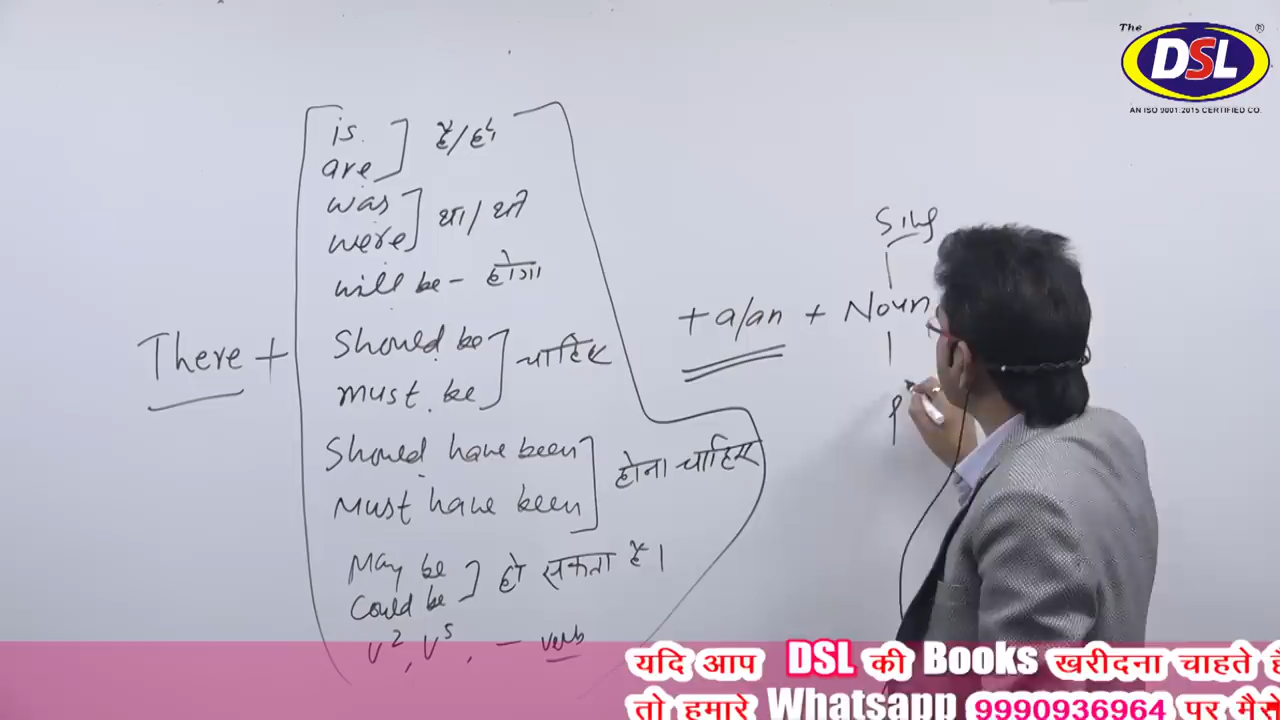 The ®
DSL
AN ISO 9001:2015 CERTIFIED CO.
There +
is
are ] है/हैं
was
were ] था/थे
will be - होगा
Should be
must be ] चाहिए
Should have been
Must have been ] होना चाहिए
May be
Could be ] हो सकता है।
V2, V5, - verb
+ a/an + Noun
Sing
P
यदि आप DSL की Books खरीदना चाहते है
तो हमारे Whatsapp 9990936964 पर मैसे